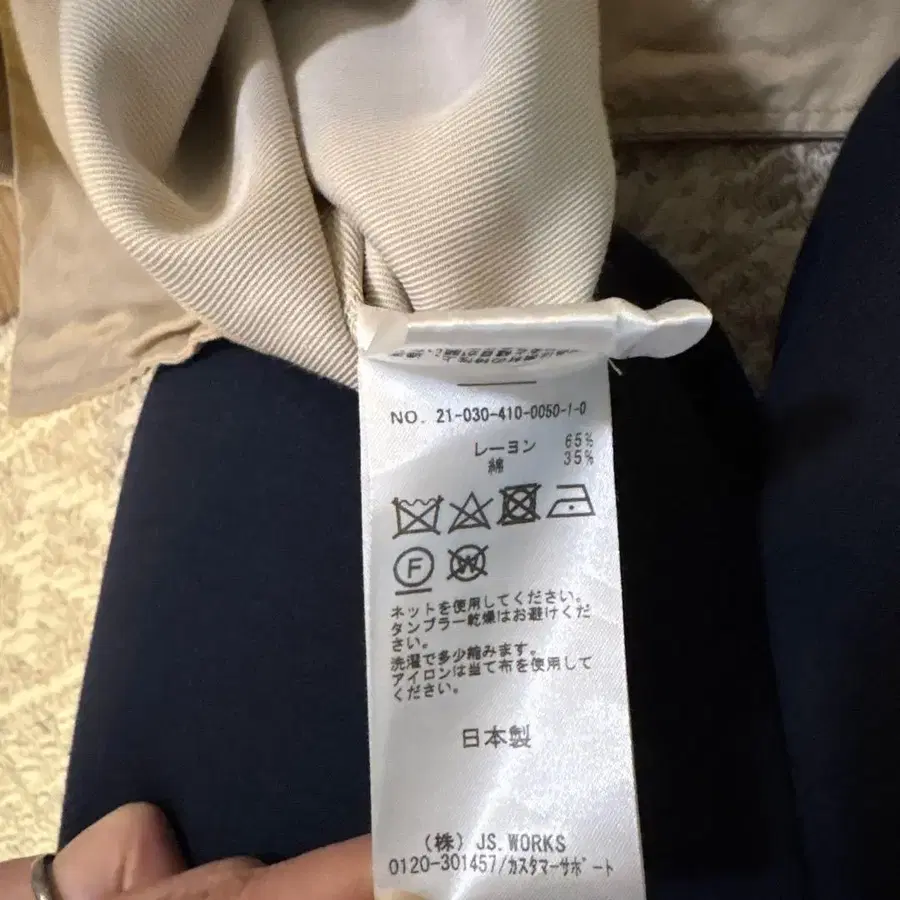 NO. 21-030-410-0050-1-0
レーヨン 65%
綿 35%
F W
ネットを使用してください。
タンブラー乾燥はお避けくだ
さい。
洗濯で多少縮みます。
アイロンは当て布を使用して
ください。
日本製
(株) JS.WORKS
0120-301457/カスタマーサポート